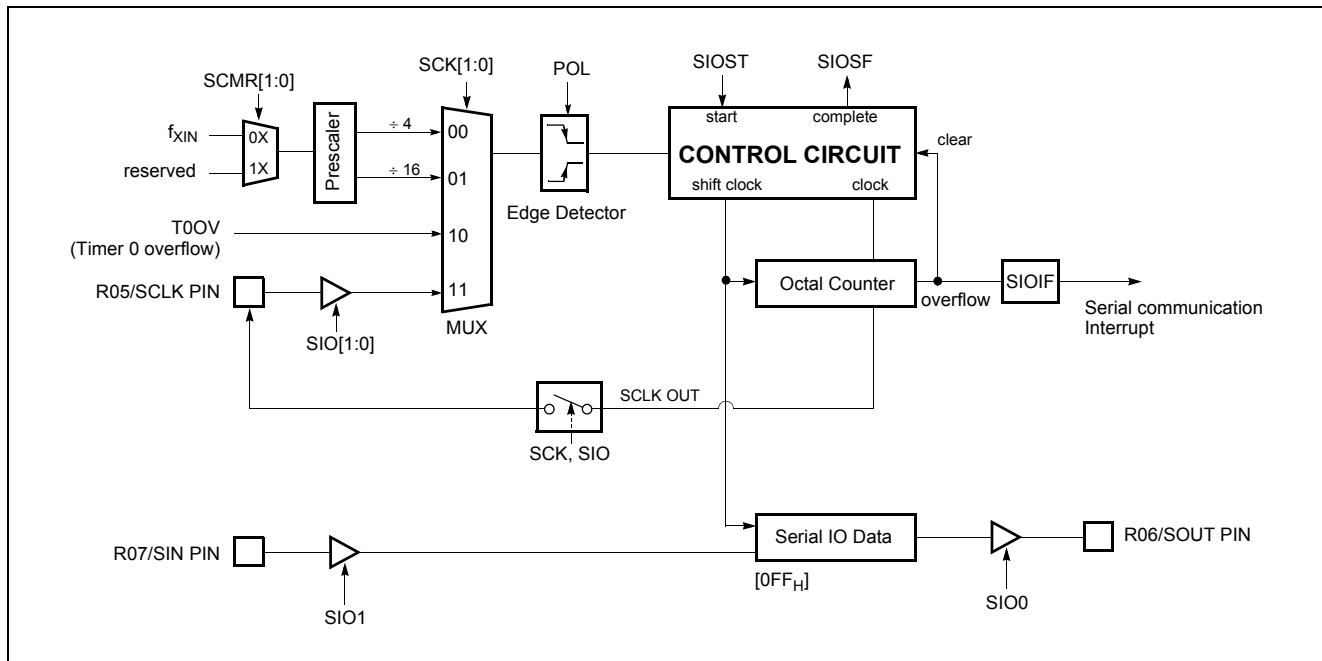 SCMR[1:0]
SCK[1:0]
POL
SIOST
SIOSF
fXIN
0X
reserved
1X
Prescaler
÷ 4
÷ 16
00
01
10
11
MUX
Edge Detector
start
complete
CONTROL CIRCUIT
shift clock
clock
clear
T0OV
(Timer 0 overflow)
R05/SCLK PIN
SIO[1:0]
Octal Counter
overflow
SIOIF
Serial communication
Interrupt
SCLK OUT
SCK, SIO
R07/SIN PIN
SIO1
Serial IO Data
[0FFH]
R06/SOUT PIN
SIO0